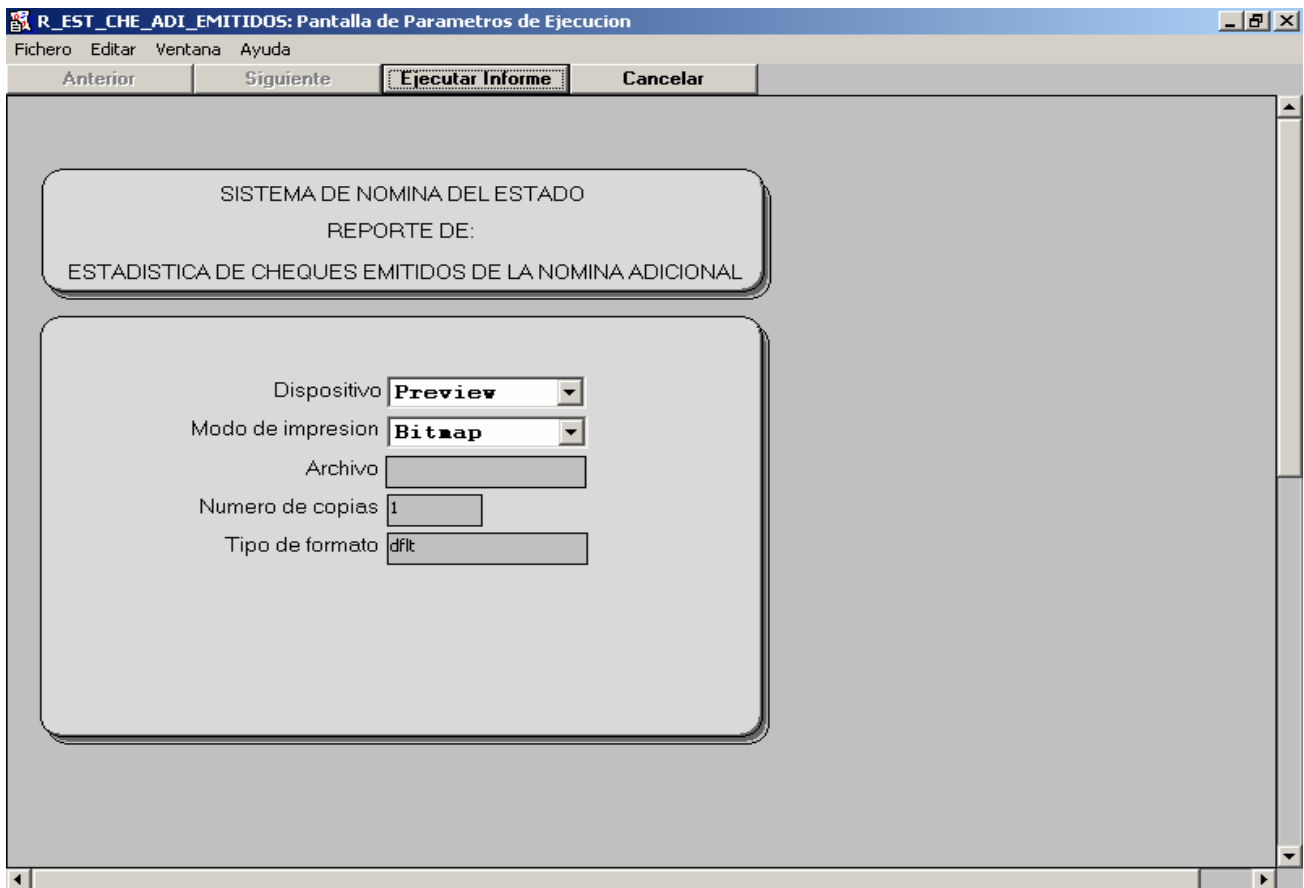 R_EST_CHE_ADI_EMITIDOS: Pantalla de Parametros de Ejecucion
Fichero Editar Ventana Ayuda
Anterior Siguiente Ejecutar Informe Cancelar
SISTEMA DE NOMINA DEL ESTADO
REPORTE DE:
ESTADISTICA DE CHEQUES EMITIDOS DE LA NOMINA ADICIONAL
Dispositivo Preview
Modo de impresion Bitmap
Archivo
Numero de copias 1
Tipo de formato dflt